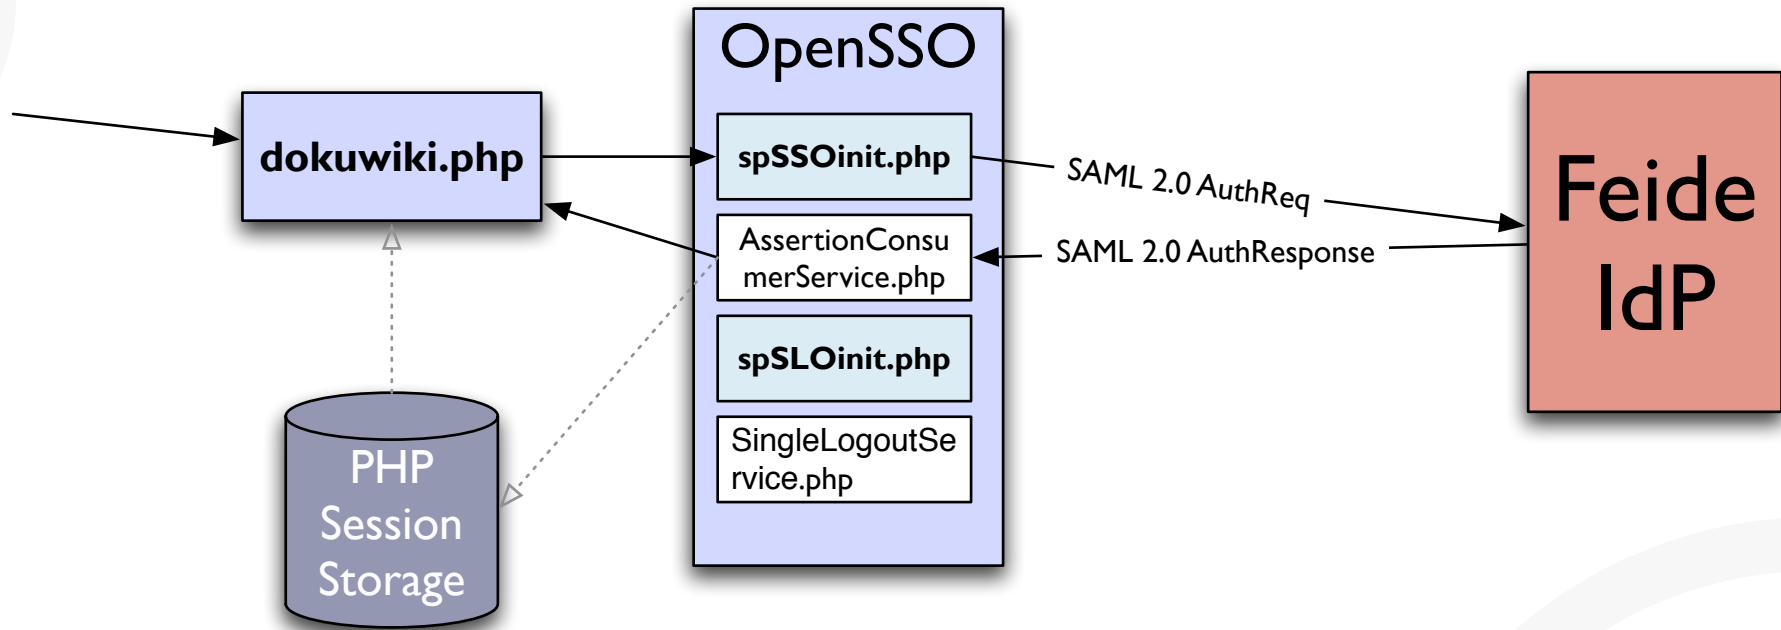 OpenSSO
dokuwiki.php
spSSOinit.php
SAML 2.0 AuthReq
AssertionConsu
merService.php
SAML 2.0 AuthResponse
Feide
IdP
spSLOinit.php
SingleLogoutSe
rvice.php
PHP
Session
Storage